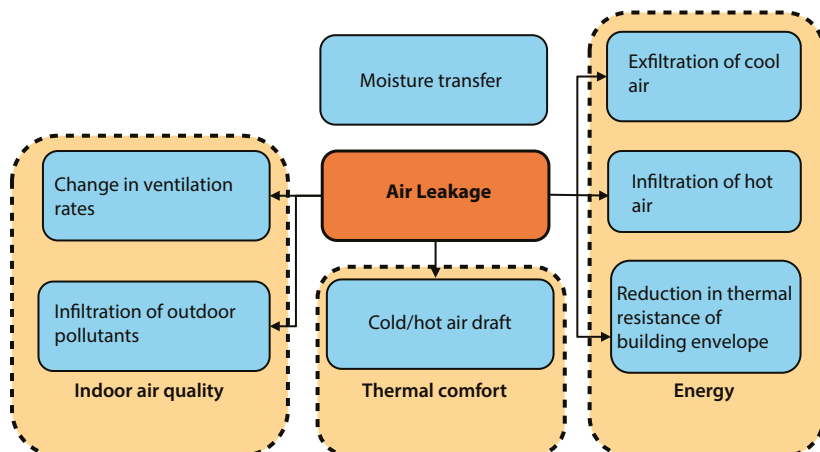 Moisture transfer
Exfiltration of cool
air
Change in ventilation
rates
Air Leakage
Infiltration of hot
air
Infiltration of outdoor
pollutants
Cold/hot air draft
Reduction in thermal
resistance of
building envelope
Indoor air quality
Thermal comfort
Energy